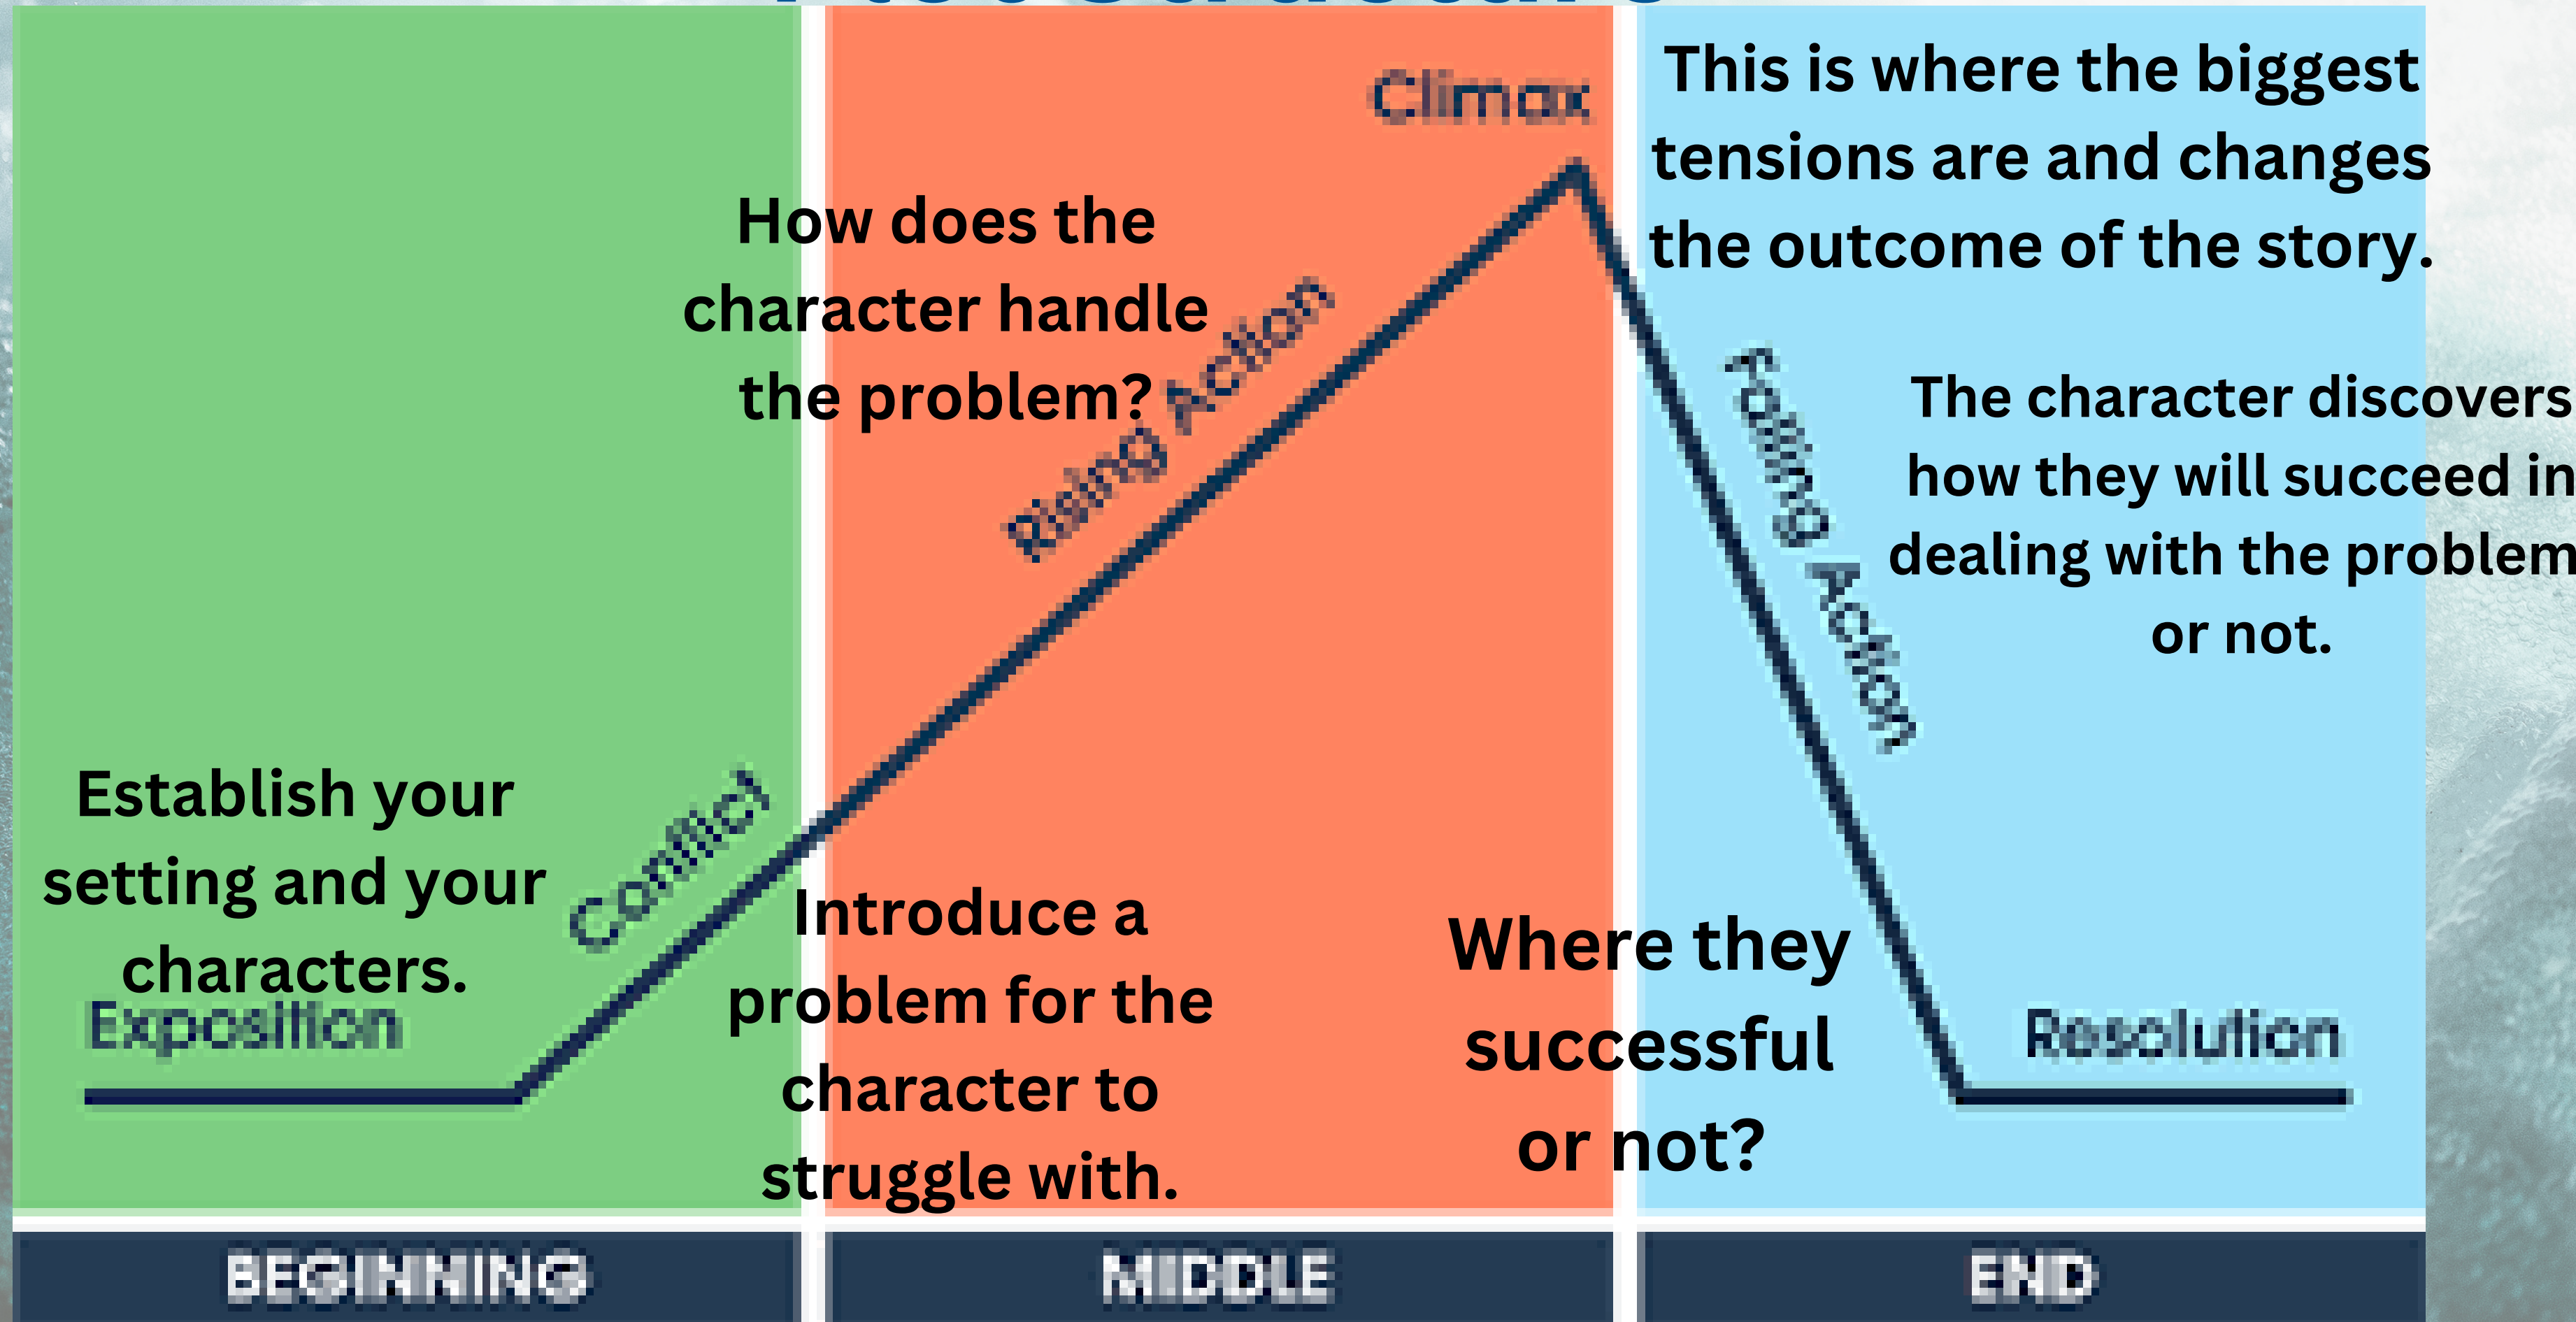 Climax
This is where the biggest
tensions are and changes
the outcome of the story.
How does the
character handle
the problem?
Rising Action
Falling Action
The character discovers
how they will succeed in
dealing with the problem
or not.
Establish your
setting and your
characters.
Exposition
Conflict
Introduce a
problem for the
character to
struggle with.
Where they
successful
or not?
Resolution
BEGINNING
MIDDLE
END